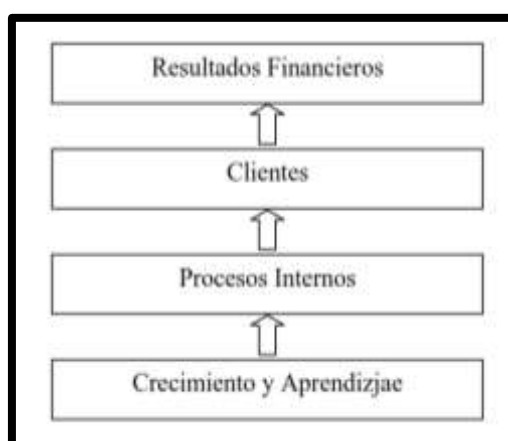 Resultados Financieros
Clientes
Procesos Internos
Crecimiento y Aprendizjae